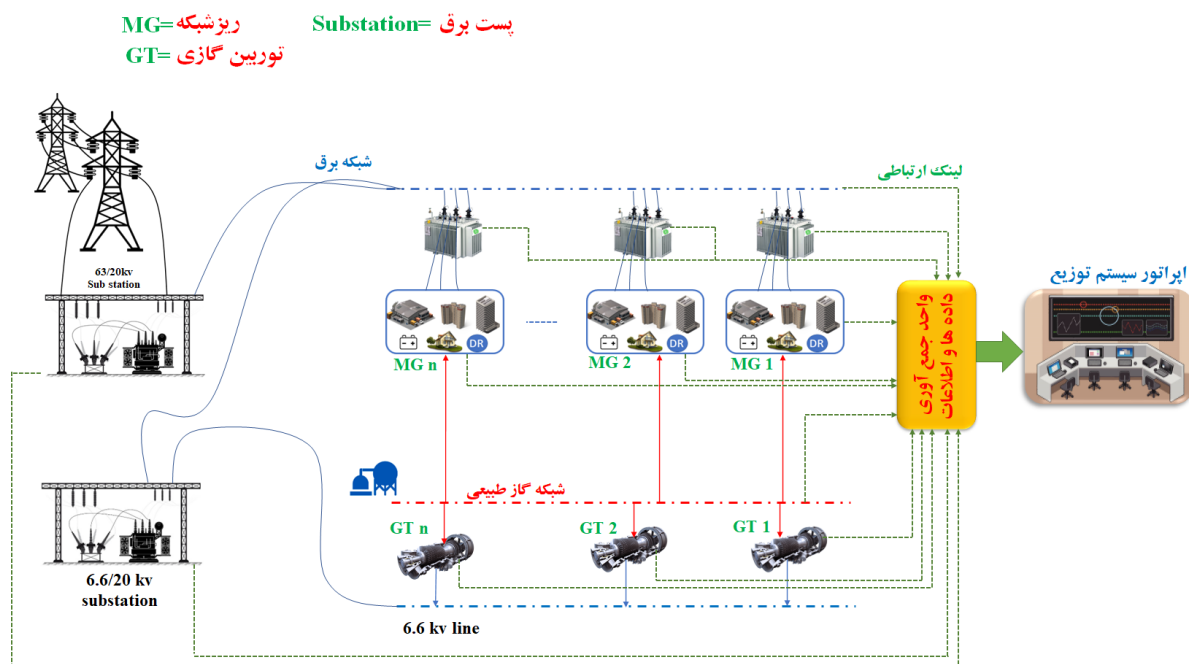 MG= ریزشبکه
Substation= پست برق
GT= توربین گازی
شبکه برق
لینک ارتباطی
63/20kv
Sub station
اپراتور سیستم توزیع
واحد جمع آوری
داده ها و اطلاعات
DR
DR
DR
MG n
MG 2
MG 1
شبکه گاز طبیعی
GT n
GT 2
GT 1
6.6/20 kv
substation
6.6 kv line